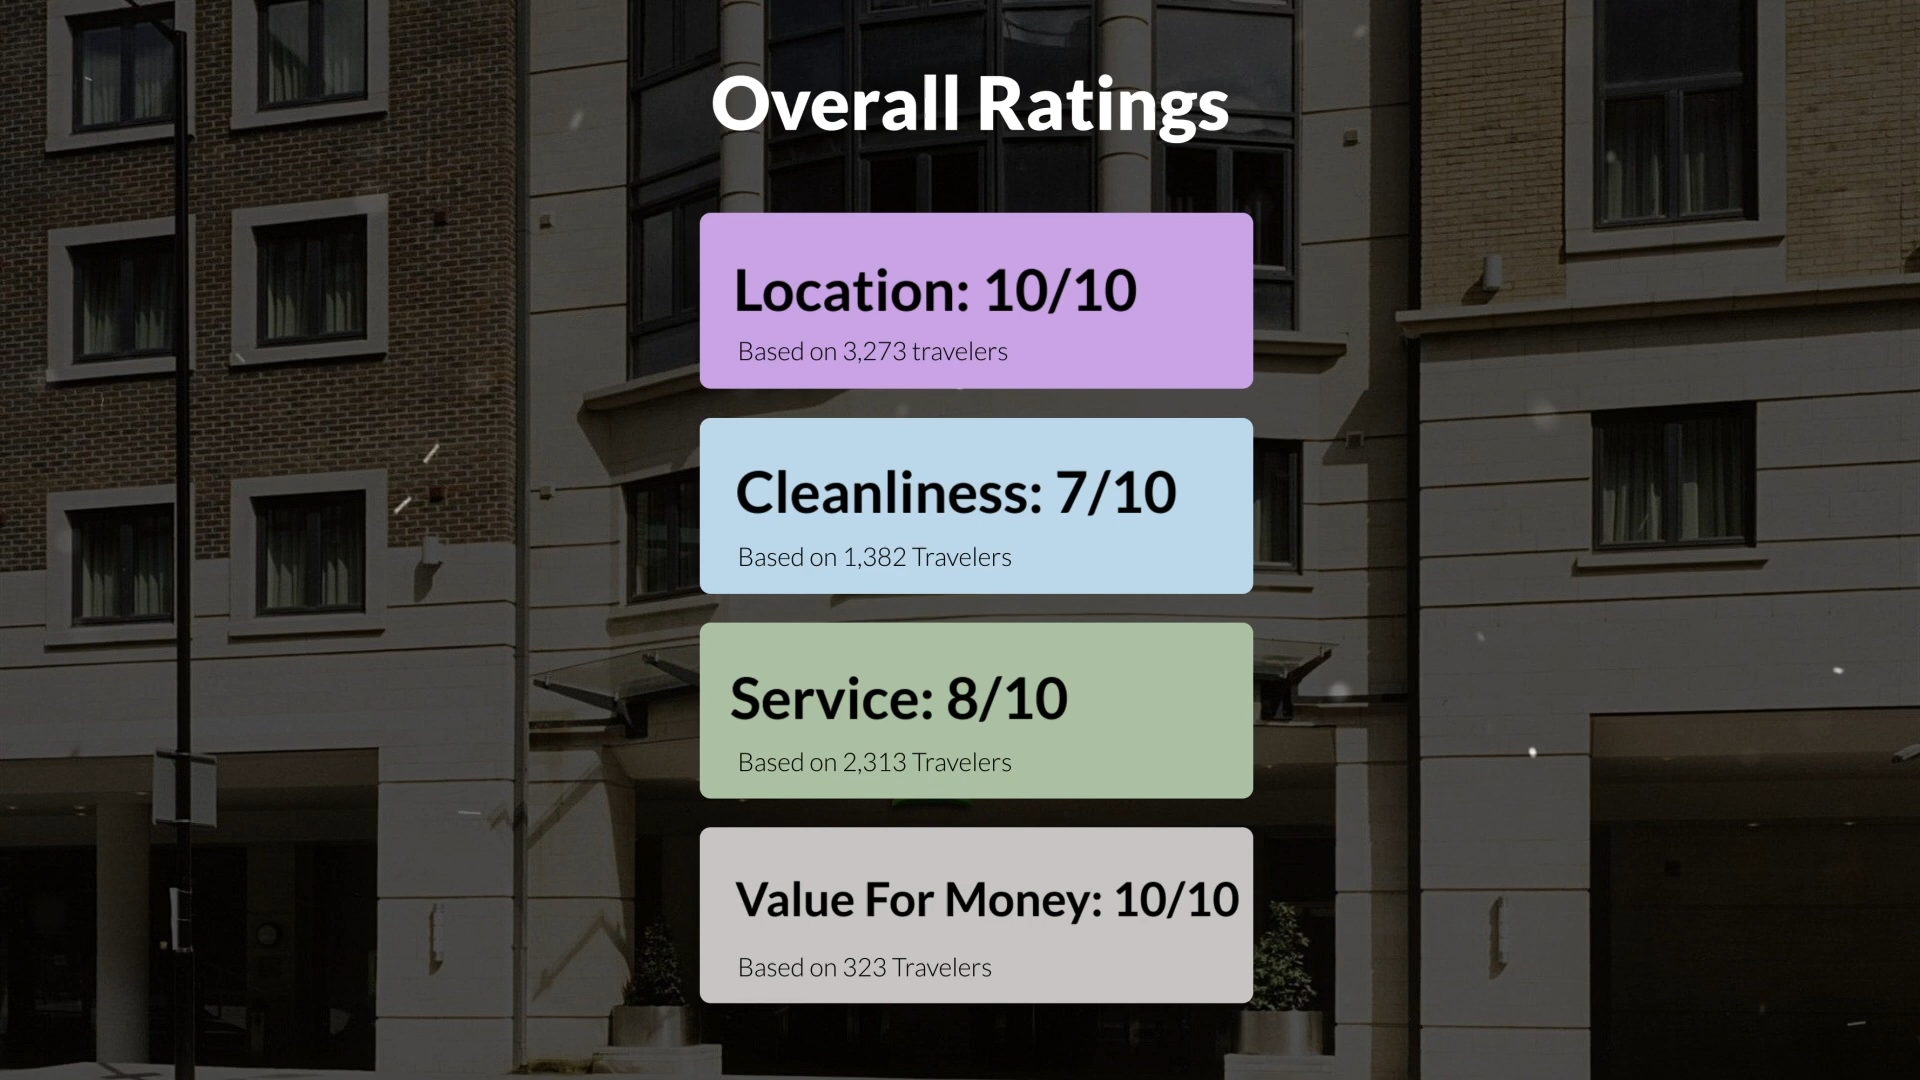 Overall Ratings
Location: 10/10
Based on 3,273 travelers
Cleanliness: 7/10
Based on 1,382 Travelers
Service: 8/10
Based on 2,313 Travelers
Value For Money: 10/10
Based on 323 Travelers